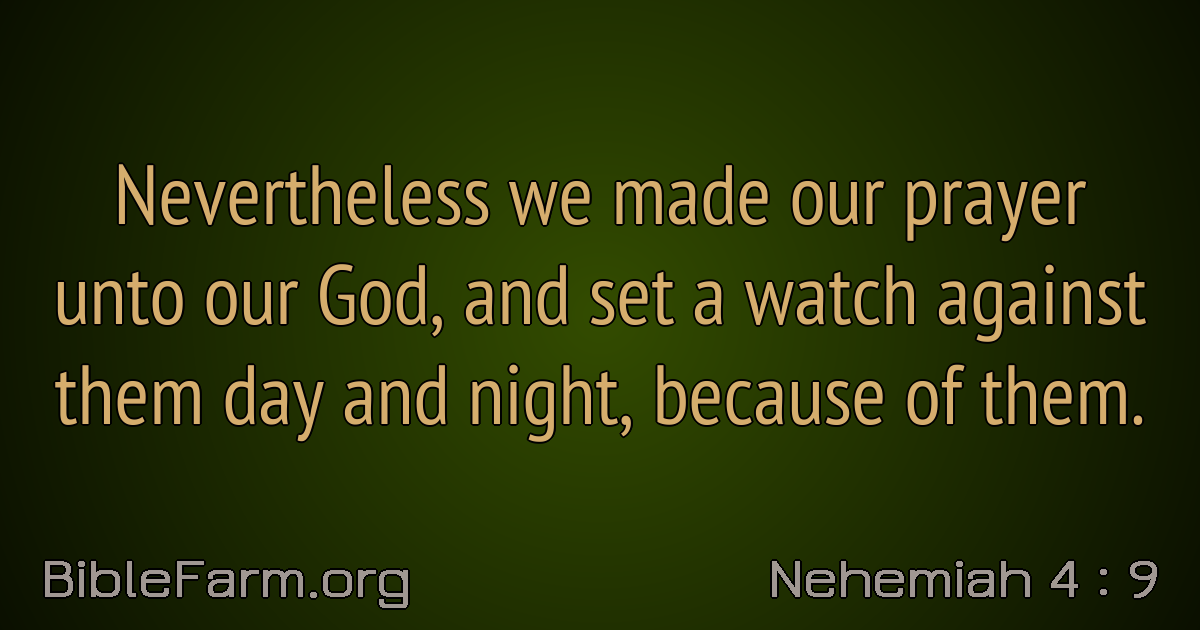 Nevertheless we made our prayer
unto our God, and set a watch against
them day and night, because of them.
BibleFarm.org
Nehemiah 4 : 9